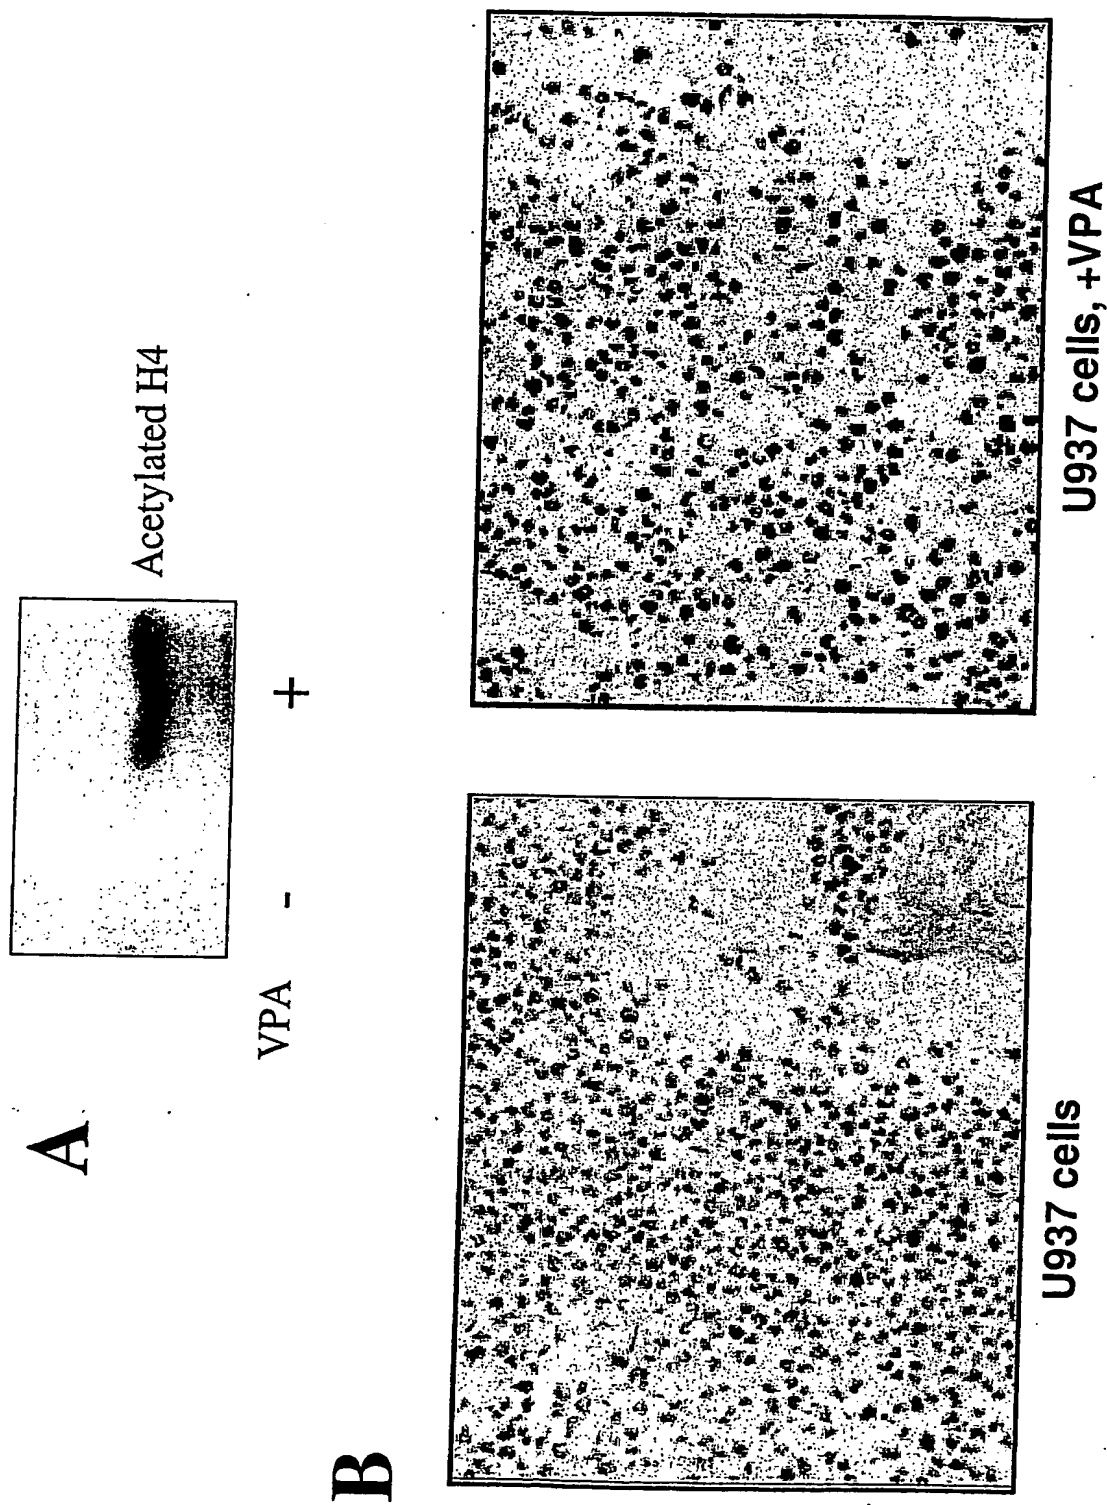 A
Acetylated H4
VPA - +
B
U937 cells
U937 cells, +VPA